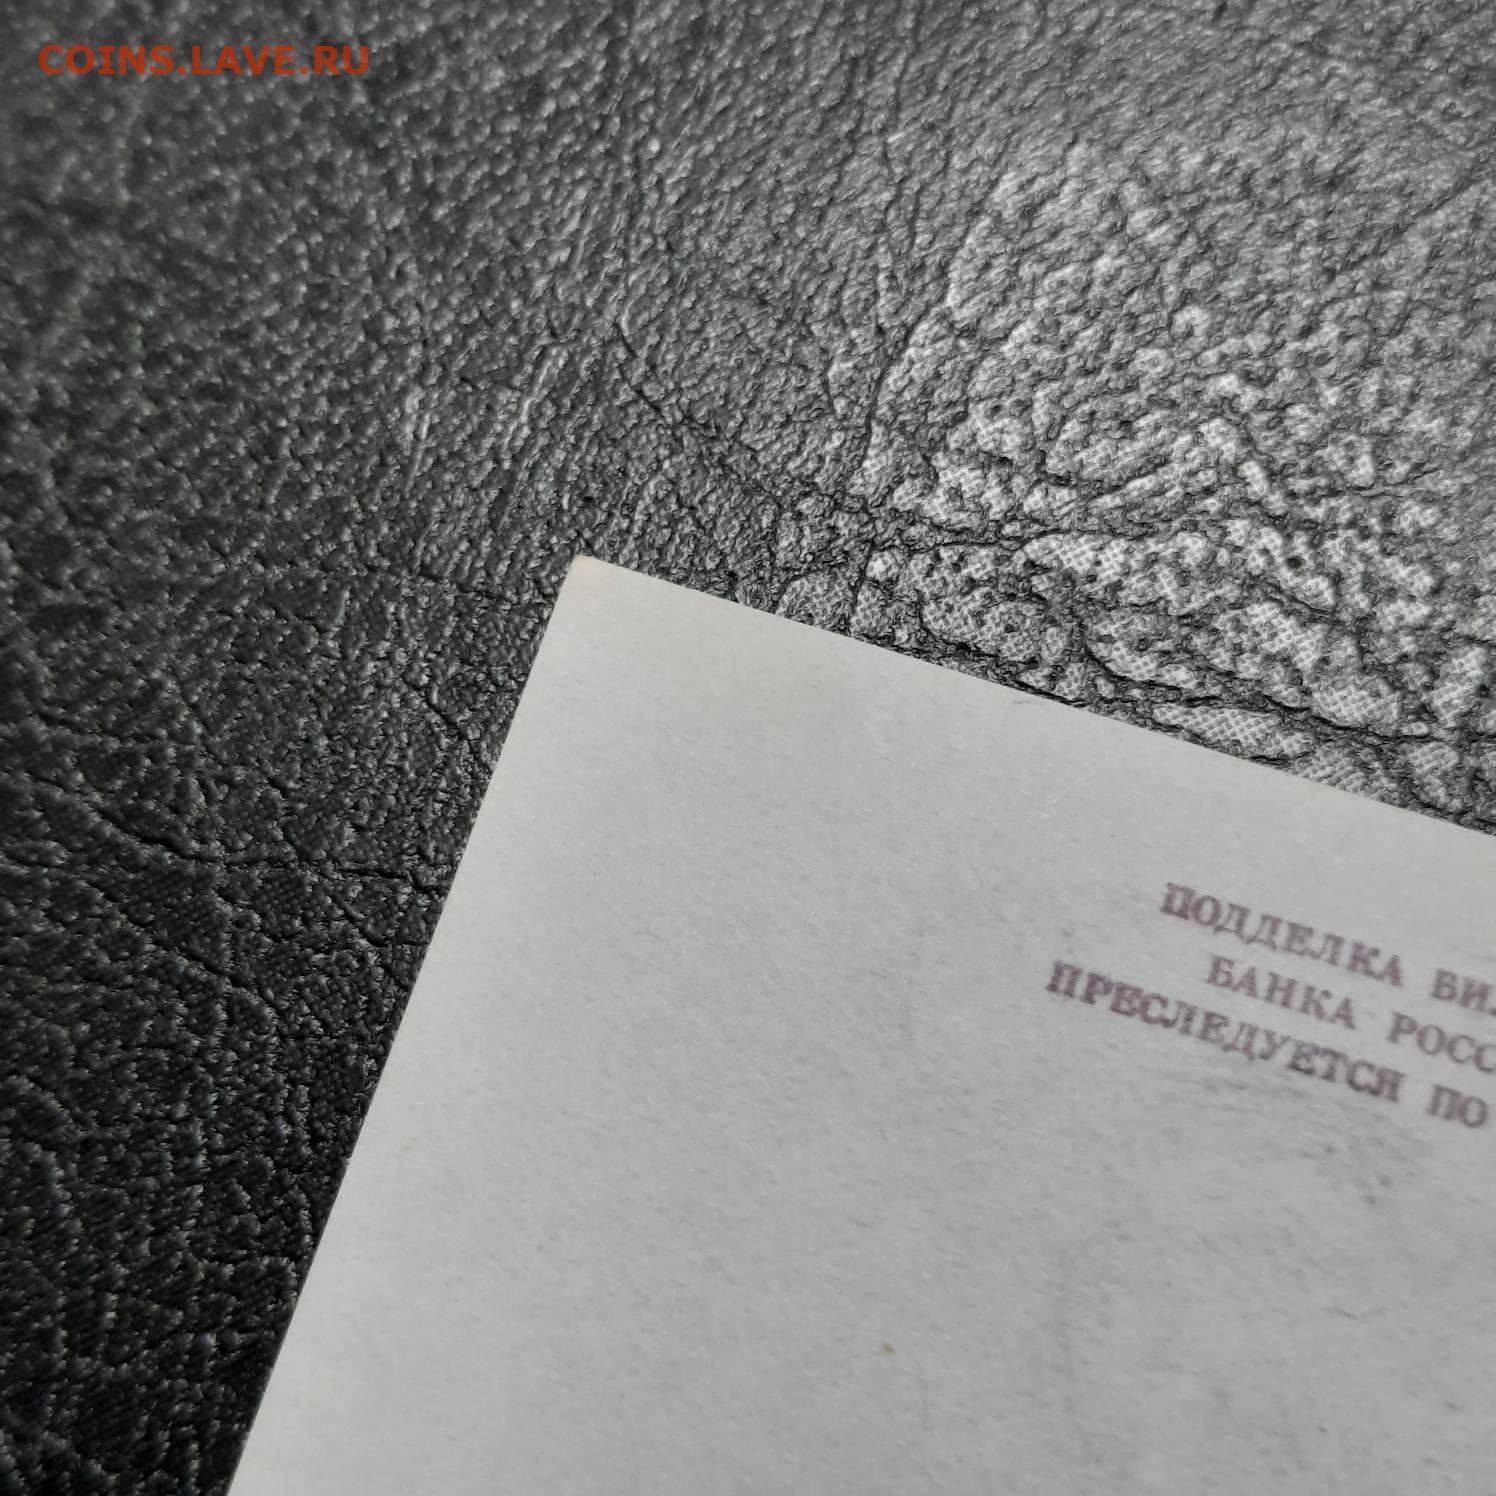 COINS.LAVE.RU
ПОДДЕЛКА
БАНКА
ПРЕСЛЕДУЕТСЯ ПО